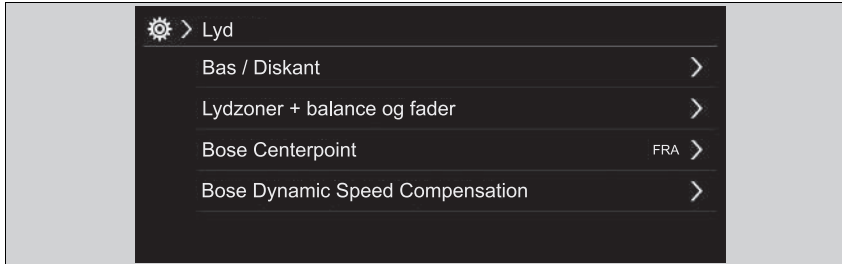 Lyd
Bas / Diskant
Lydzoner + balance og fader
Bose Centerpoint FRA
Bose Dynamic Speed Compensation